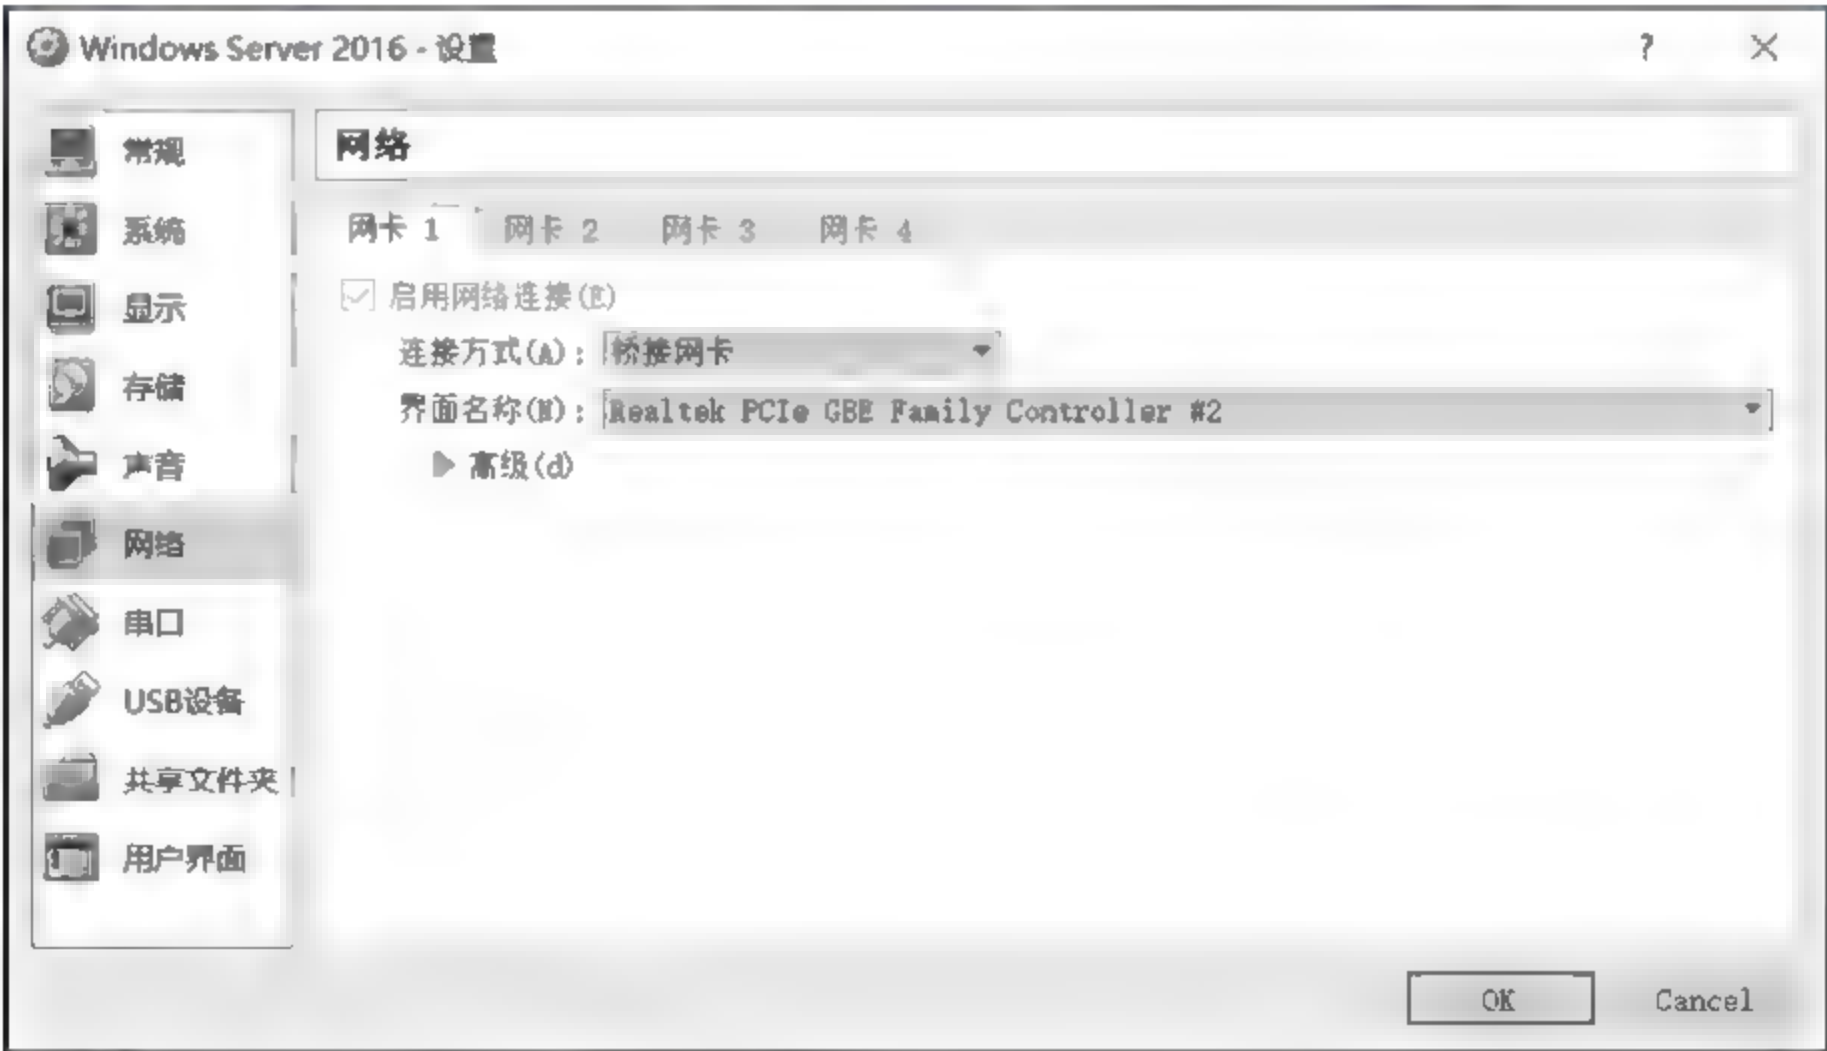 Windows Server 2016 - 设置
?
常规
系统
显示
存储
声音
网络
串口
USB设备
共享文件夹
用户界面
网络
网卡 1 网卡 2 网卡 3 网卡 4
启用网络连接(E)
连接方式(A): 桥接网卡
界面名称(N): Realtek PCIe GBE Family Controller #2
高级(d)
OK Cancel